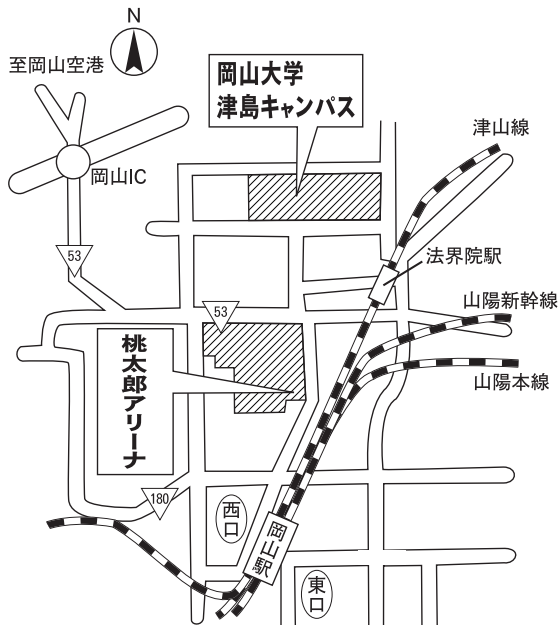 N
至岡山空港
岡山大学
津島キャンパス
津山線
岡山IC
法界院駅
53
山陽新幹線
53
桃太郎アリーナ
山陽本線
180
西口
岡山駅
東口